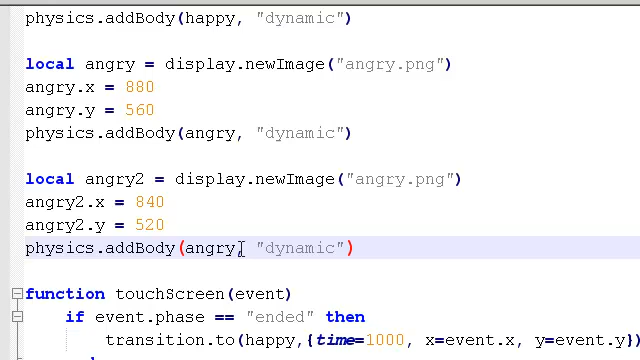 physics.addBody(happy, "dynamic")
local angry = display.newImage("angry.png")
angry.x = 880
angry.y = 560
physics.addBody(angry, "dynamic")
local angry2 = display.newImage("angry.png")
angry2.x = 840
angry2.y = 520
physics.addBody(angry, "dynamic")
function touchScreen(event)
if event.phase == "ended" then
transition.to(happy,{time=1000, x=event.x, y=event.y})